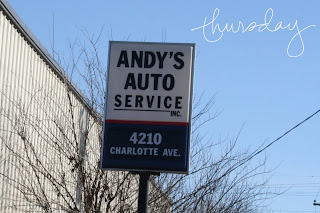 thursday
ANDY'S
AUTO
SERVICE
INC.
4210
CHARLOTTE AVE.